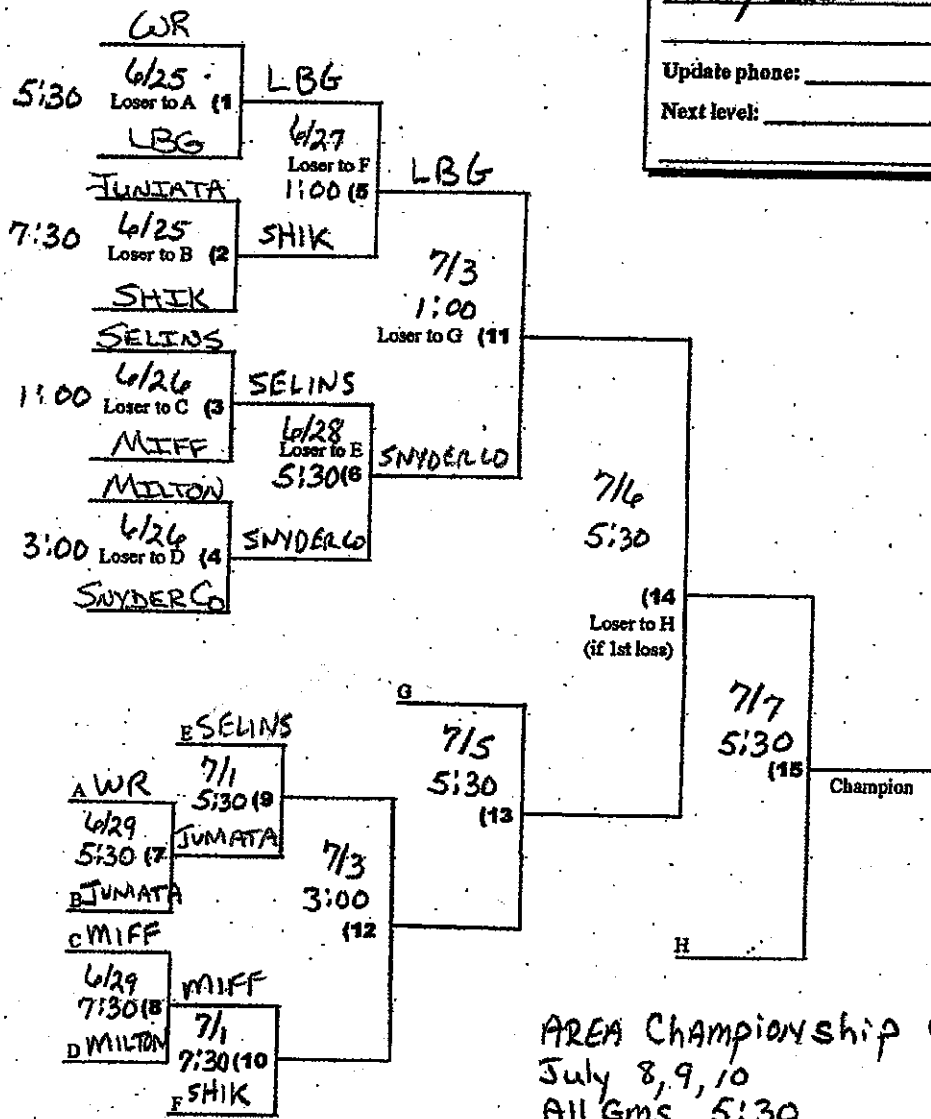 Update phone:
Next level:
WR
5:30 6/25
Loser to A (1
LBG
LBG
JUNIATA
7:30 6/25
Loser to B (2
SHIK
SHIK
6/27
Loser to F
1:00 (5
LBG
SELINS
1:00 6/26
Loser to C (3
MIFF
SELINS
MILTON
3:00 6/26
Loser to D (4
SNYDER CO
SNYDER CO
6/28
Loser to E
5:30 (6
SNYDER CO
7/3
1:00
Loser to G (11
7/6
5:30
(14
Loser to H
(if 1st loss)
7/7
5:30
(15
Champion
H
G
7/5
5:30
(13
E SELINS
7/1
5:30 (9
JUNIATA
A WR
6/29
5:30 (7
B JUNIATA
7/3
3:00
(12
C MIFF
6/29
7:30 (8
D MILTON
MIFF
7/1
7:30 (10
F SHIK
AREA Championship
July 8, 9, 10
All Gms 5:30